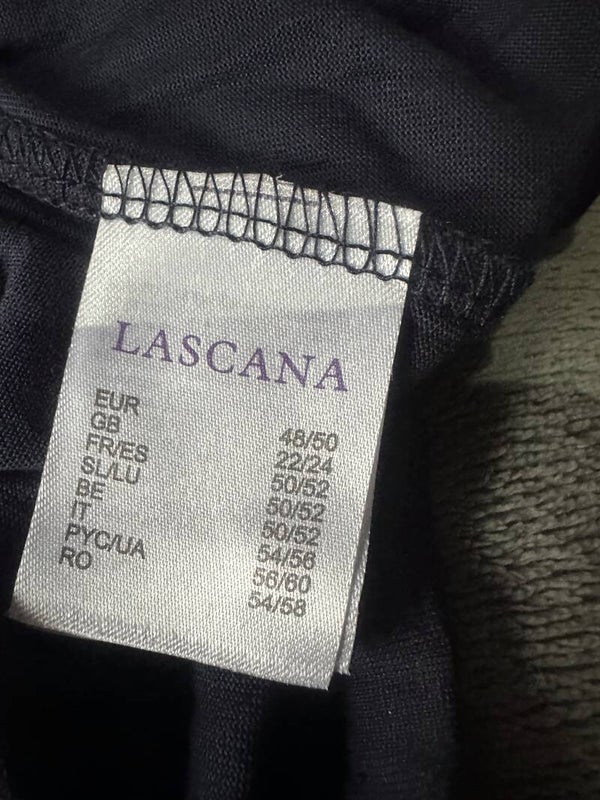 LASCANA
EUR 48/50
GB 22/24
FR/ES 50/52
SL/LU 50/52
BE 50/52
IT 54/56
PYC/UA 56/60
RO 54/58